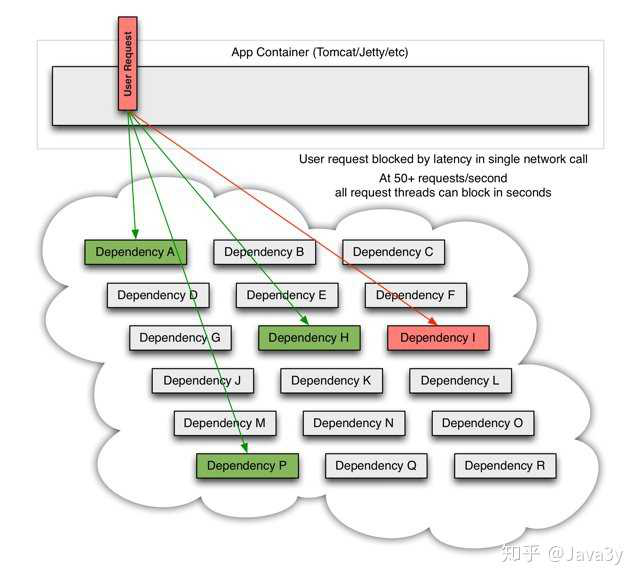 User Request
App Container (Tomcat/Jetty/etc)
User request blocked by latency in single network call
At 50+ requests/second
all request threads can block in seconds
Dependency A
Dependency B
Dependency C
Dependency D
Dependency E
Dependency F
Dependency G
Dependency H
Dependency I
Dependency J
Dependency K
Dependency L
Dependency M
Dependency N
Dependency O
Dependency P
Dependency Q
Dependency R
知乎 @Java3y